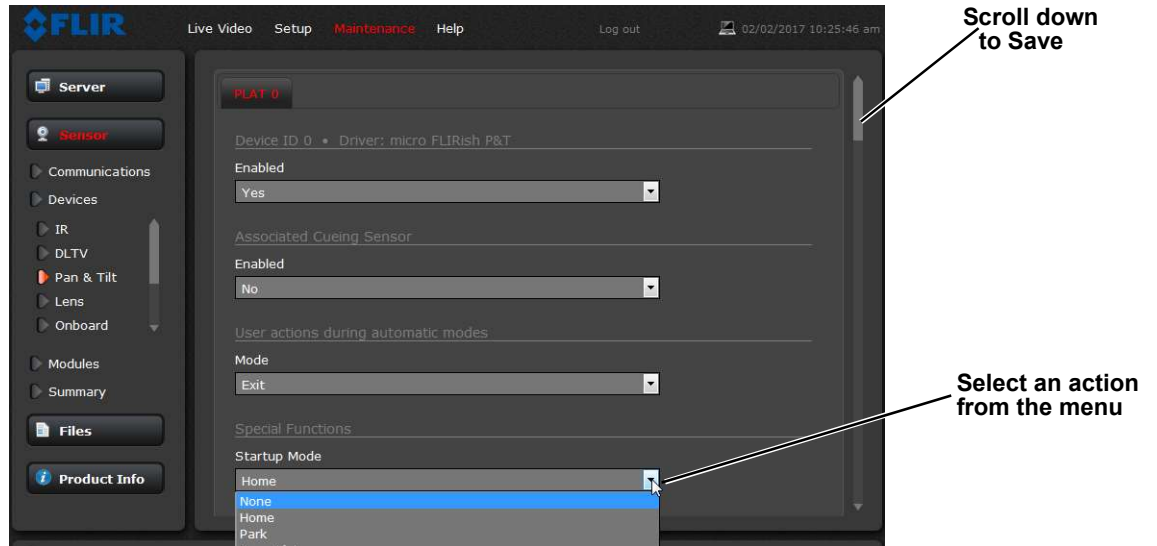 FLIR
Live Video Setup Maintenance Help Log out 02/02/2017 10:25:46 am
Scroll down
to Save
Server
Sensor
Communications
Devices
IR
DLTV
Pan & Tilt
Lens
Onboard
Modules
Summary
Files
Product Info
PLAT 0
Device ID 0 • Driver: micro FLIRish P&T
Enabled
Yes
Associated Cueing Sensor
Enabled
No
User actions during automatic modes
Mode
Exit
Special Functions
Startup Mode
Home
None
Home
Park
Select an action
from the menu